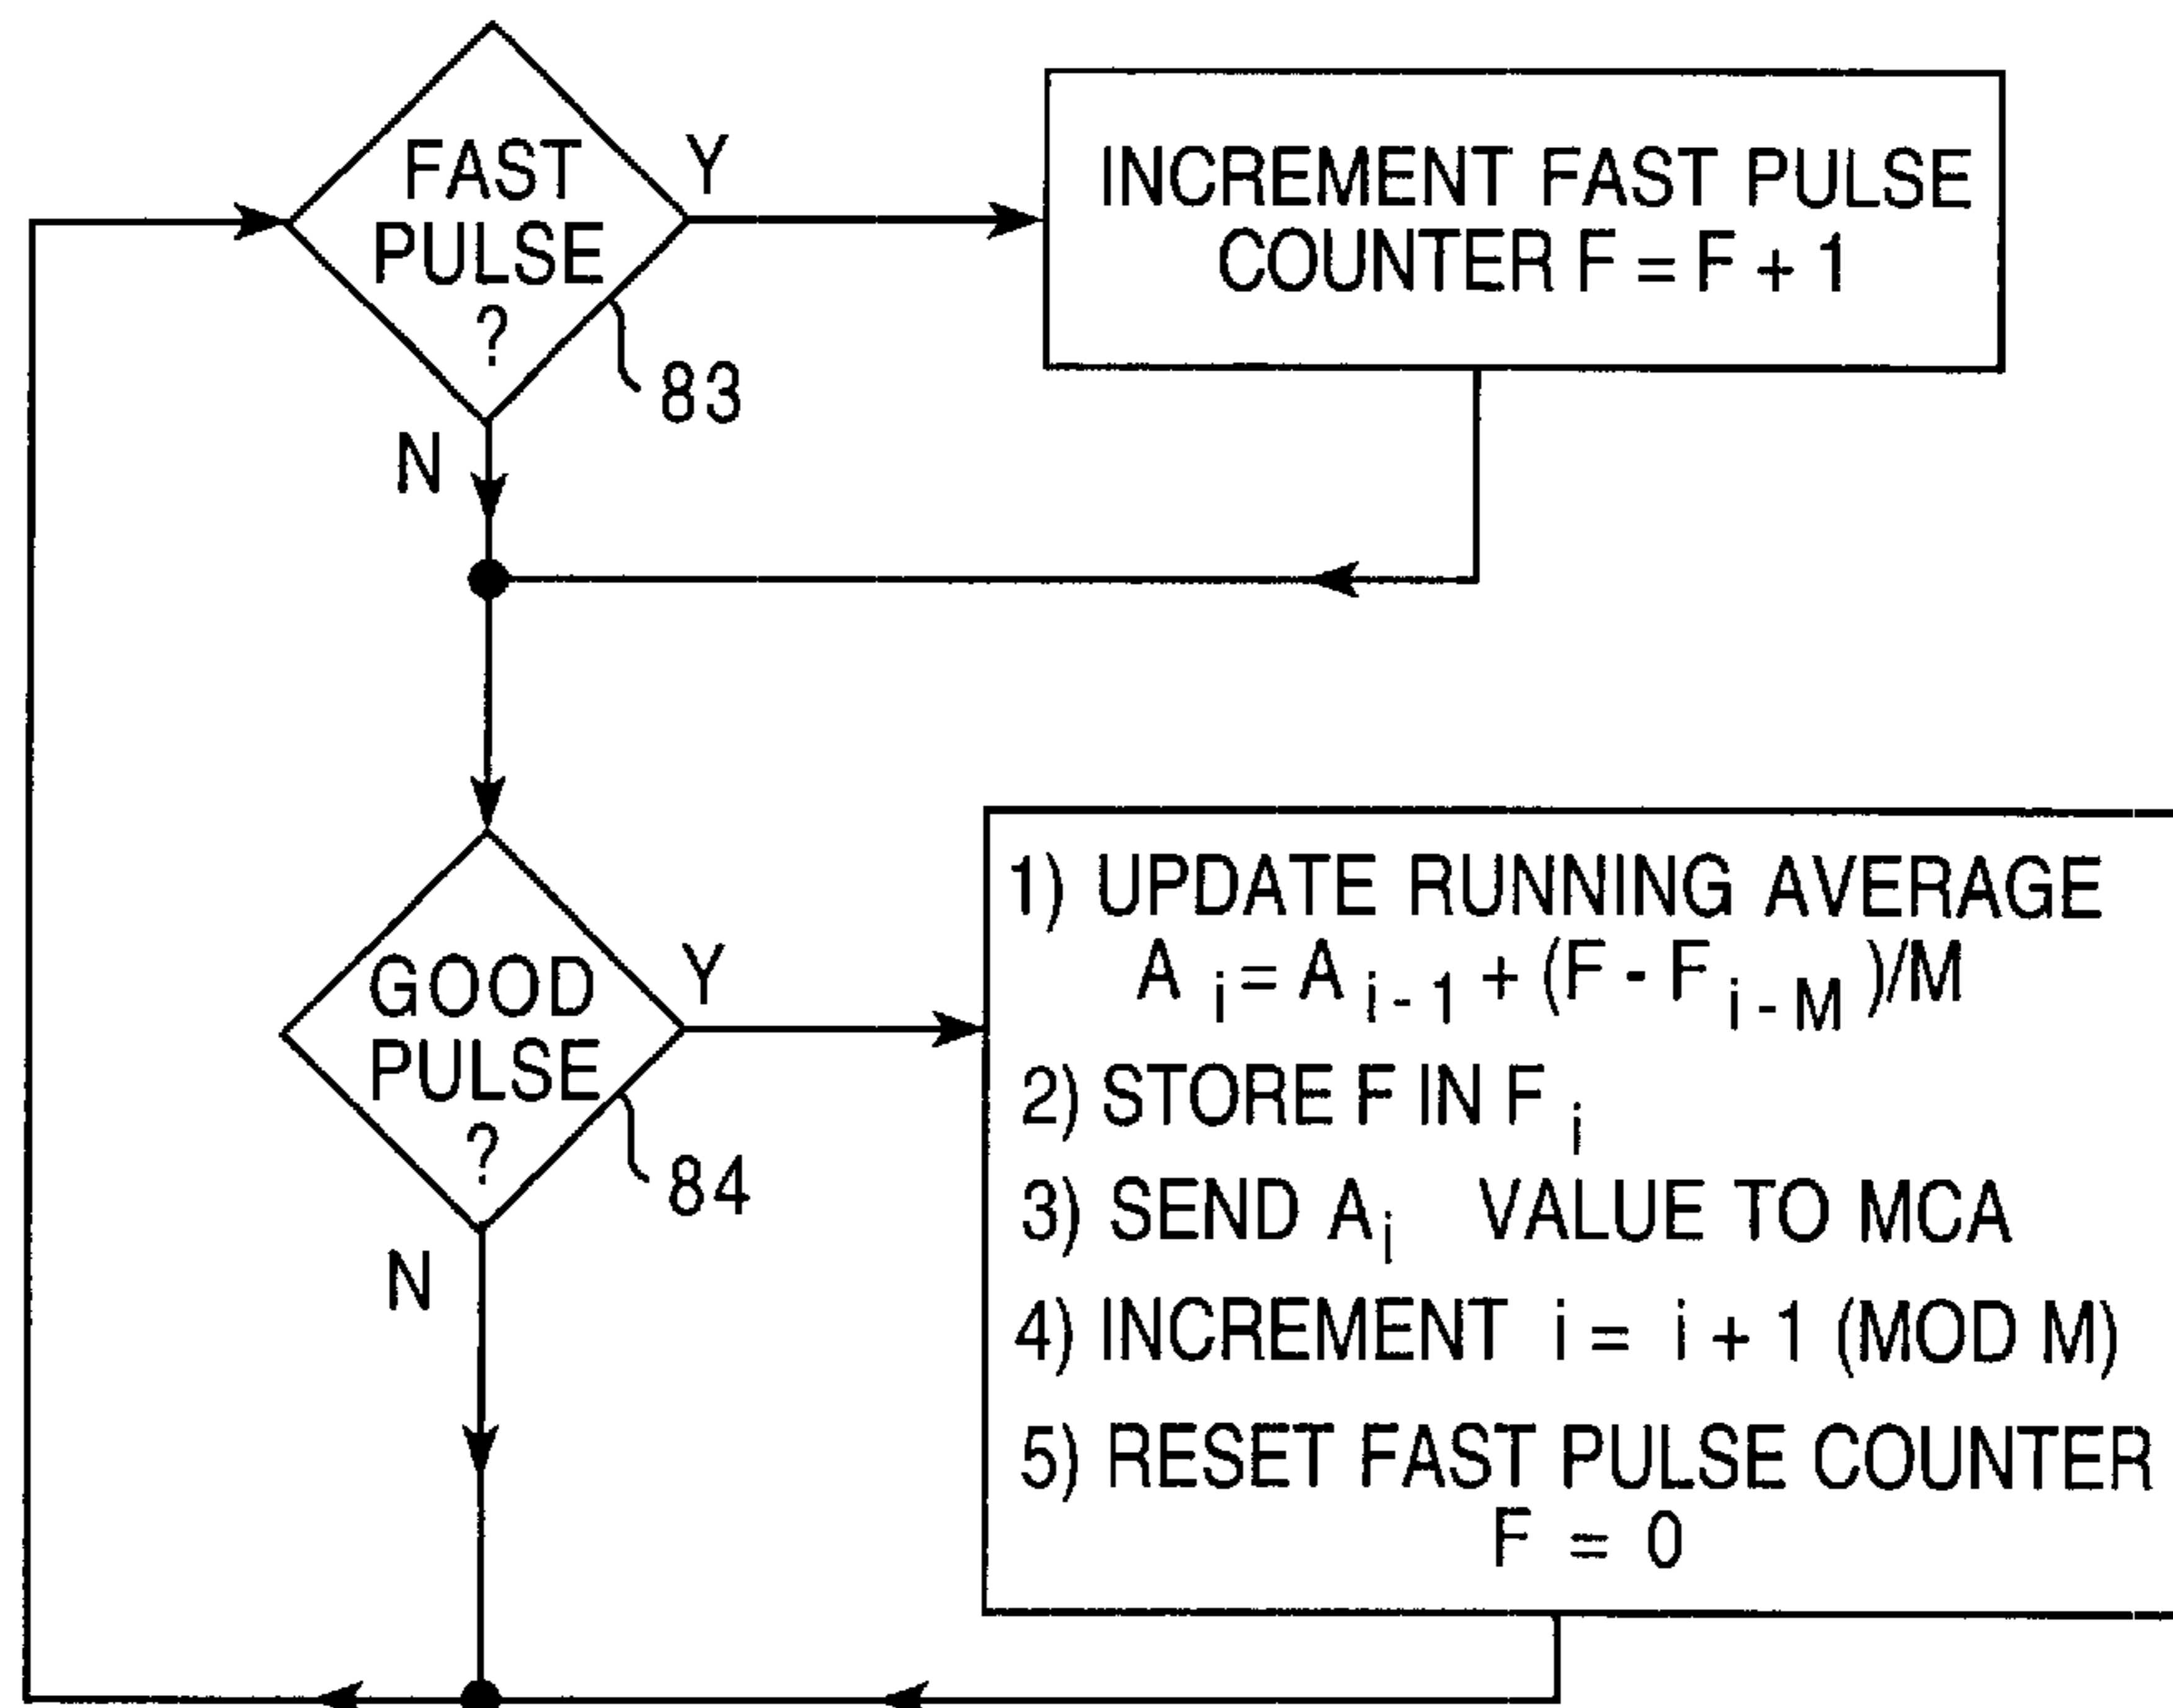 FAST
PULSE
?
Y
83
N
INCREMENT FAST PULSE
COUNTER F = F + 1
GOOD
PULSE
?
Y
84
N
1) UPDATE RUNNING AVERAGE
A i = A i - 1 + (F - F i - M )/M
2) STORE F IN F i
3) SEND A i VALUE TO MCA
4) INCREMENT i = i + 1 (MOD M)
5) RESET FAST PULSE COUNTER
F = 0